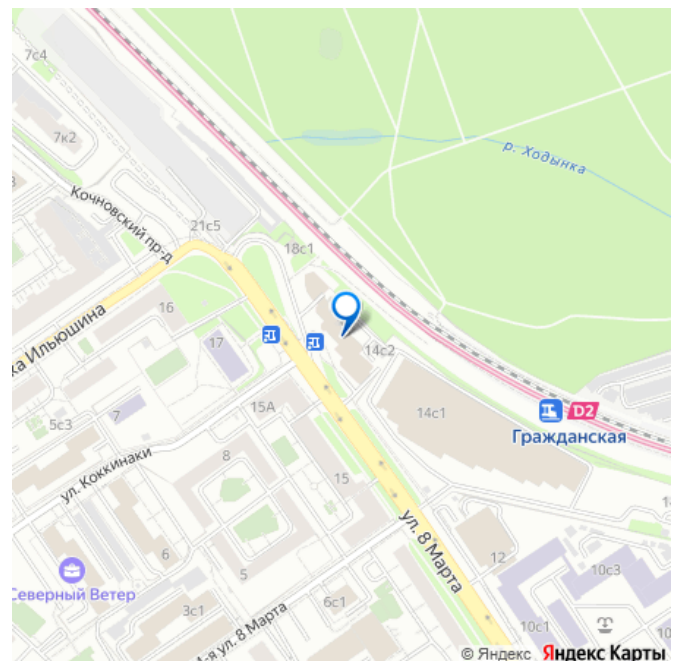 7с4
7к2
р. Ходынка
Кочновский пр-д
21с5
18с1
16
ка Ильюшина
17
14с2
D2
15А
14с1
Гражданская
7
5с3
8
ул. Коккинаки
15
ул. 8 Марта
12
6
10с3
Северный Ветер
5
3с1
6с1
10с1
4-я ул. 8 Марта
© Яндекс Яндекс Карты